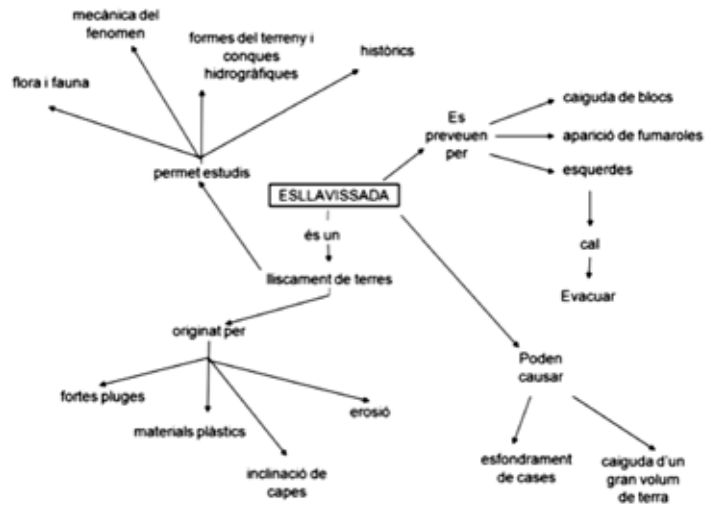 mecànica del
fenomen
formes del terreny i
conques
hidrogràfiques
històrics
flora i fauna
permet estudis
Es
preveuen
per
caiguda de blocs
aparició de fumaroles
esquerdes
ESLLAVISSADA
és un
cal
lliscament de terres
Evacuar
originat per
Poden
causar
fortes pluges
materials plàstics
erosió
inclinació de
capes
esfondrament
de cases
caiguda d'un
gran volum
de terra